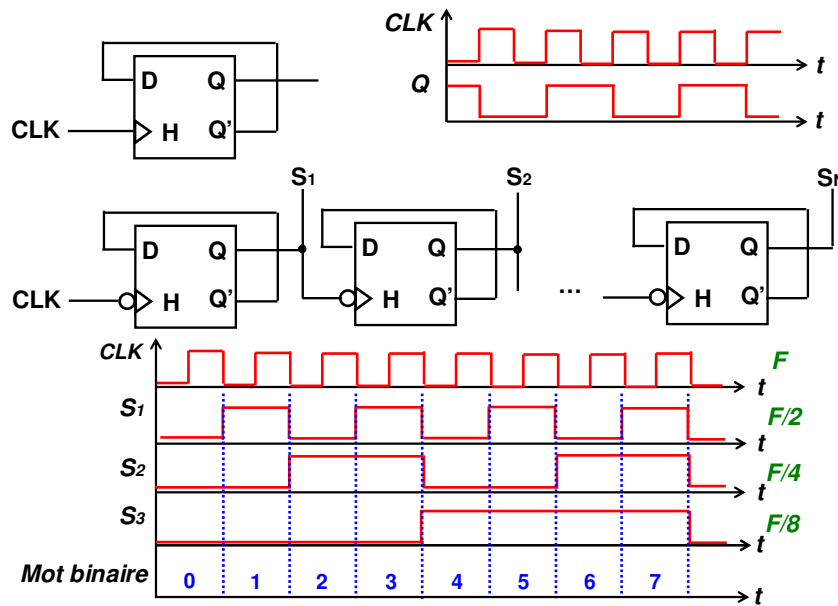 CLK
t
Q
t
D Q
CLK H Q'
S1 S2 SN
D Q D Q D Q
CLK H Q' H Q' ... H Q'
CLK F
t
S1 F/2
t
S2 F/4
t
S3 F/8
t
Mot binaire 0 1 2 3 4 5 6 7
t